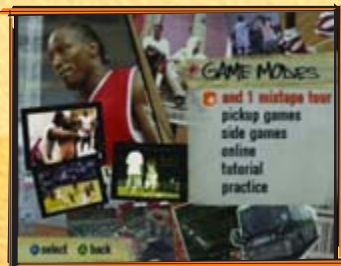 GAME MODES
and 1 mixtape tour
pickup games
side games
online
tutorial
practice
select back